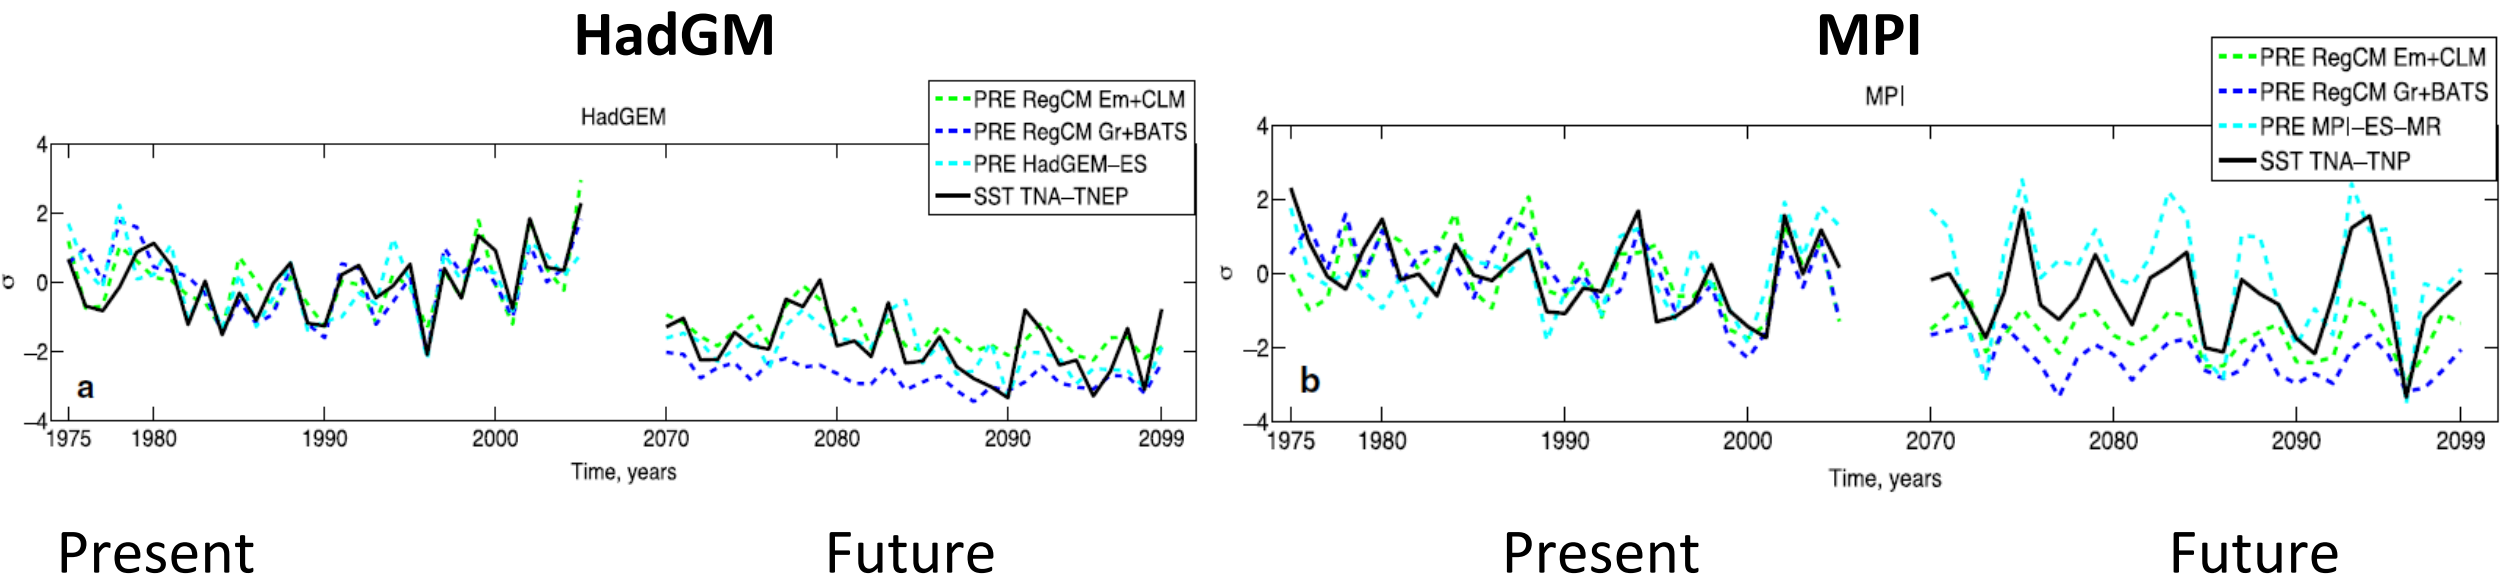 HadGM
MPI
HadGEM
PRE RegCM Em+CLM
PRE RegCM Gr+BATS
PRE HadGEM–ES
SST TNA–TNEP
4
2
0
–2
–4
σ
a
1975 1980 1990 2000 2070 2080 2090 2099
Time, years
MPI
PRE RegCM Em+CLM
PRE RegCM Gr+BATS
PRE MPI–ES–MR
SST TNA–TNP
4
2
0
–2
–4
σ
b
1975 1980 1990 2000 2070 2080 2090 2099
Time, years
Present
Future
Present
Future